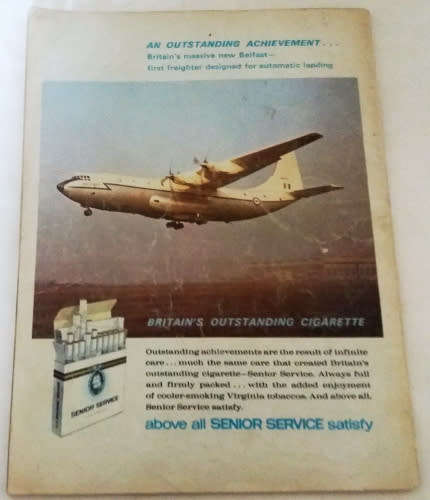 AN OUTSTANDING ACHIEVEMENT...
Britain's massive new Belfast—
first freighter designed for automatic landing
BRITAIN'S OUTSTANDING CIGARETTE
Outstanding achievements are the result of infinite
care...much the same care that created Britain's
outstanding cigarette—Senior Service. Always full
and firmly packed...with the added enjoyment
of cooler-smoking Virginia tobaccos. And above all,
Senior Service satisfy.
SENIOR SERVICE
above all SENIOR SERVICE satisfy